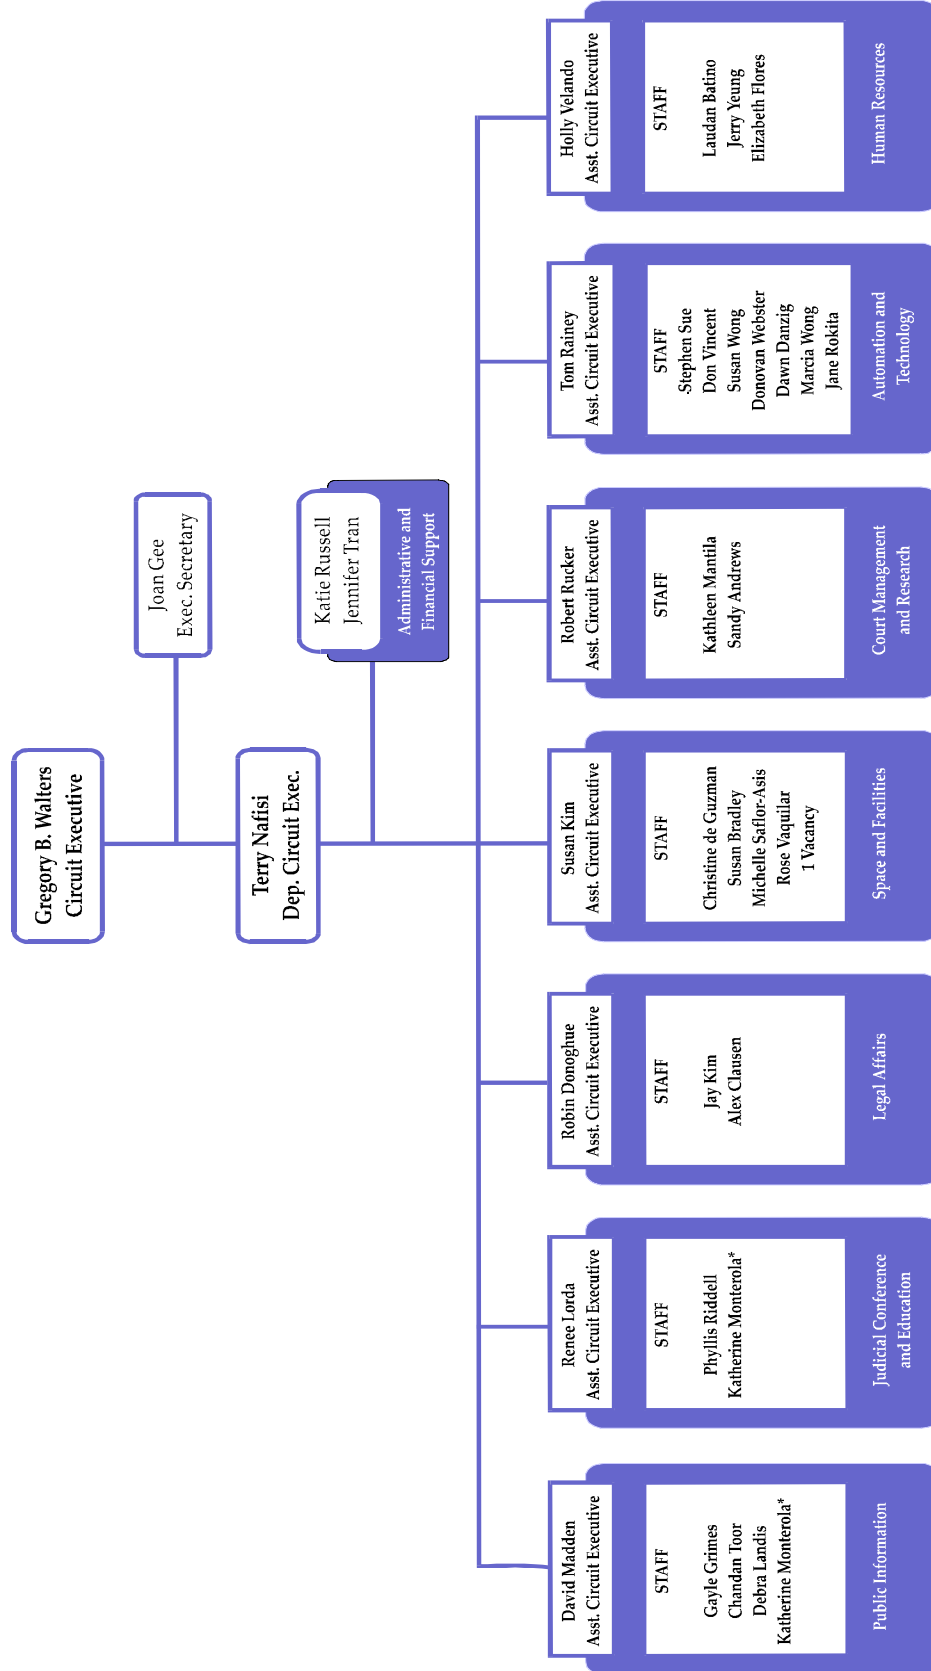 Gregory B. Walters
Circuit Executive
Joan Gee
Exec. Secretary
Terry Nafisi
Dep. Circuit Exec.
Katie Russell
Jennifer Tran
Administrative and
Financial Support
David Madden
Asst. Circuit Executive
STAFF
Gayle Grimes
Chandan Toor
Debra Landis
Katherine Monterola*
Public Information
Renee Lorda
Asst. Circuit Executive
STAFF
Phyllis Riddell
Katherine Monterola*
Judicial Conference
and Education
Robin Donoghue
Asst. Circuit Executive
STAFF
Jay Kim
Alex Clausen
Legal Affairs
Susan Kim
Asst. Circuit Executive
STAFF
Christine de Guzman
Susan Bradley
Michelle Saflor-Asis
Rose Vaquilar
1 Vacancy
Space and Facilities
Robert Rucker
Asst. Circuit Executive
STAFF
Kathleen Mantila
Sandy Andrews
Court Management
and Research
Tom Rainey
Asst. Circuit Executive
STAFF
·Stephen Sue
Don Vincent
Susan Wong
Donovan Webster
Dawn Danzig
Marcia Wong
Jane Rokita
Automation and
Technology
Holly Velando
Asst. Circuit Executive
STAFF
Laudan Batino
Jerry Yeung
Elizabeth Flores
Human Resources